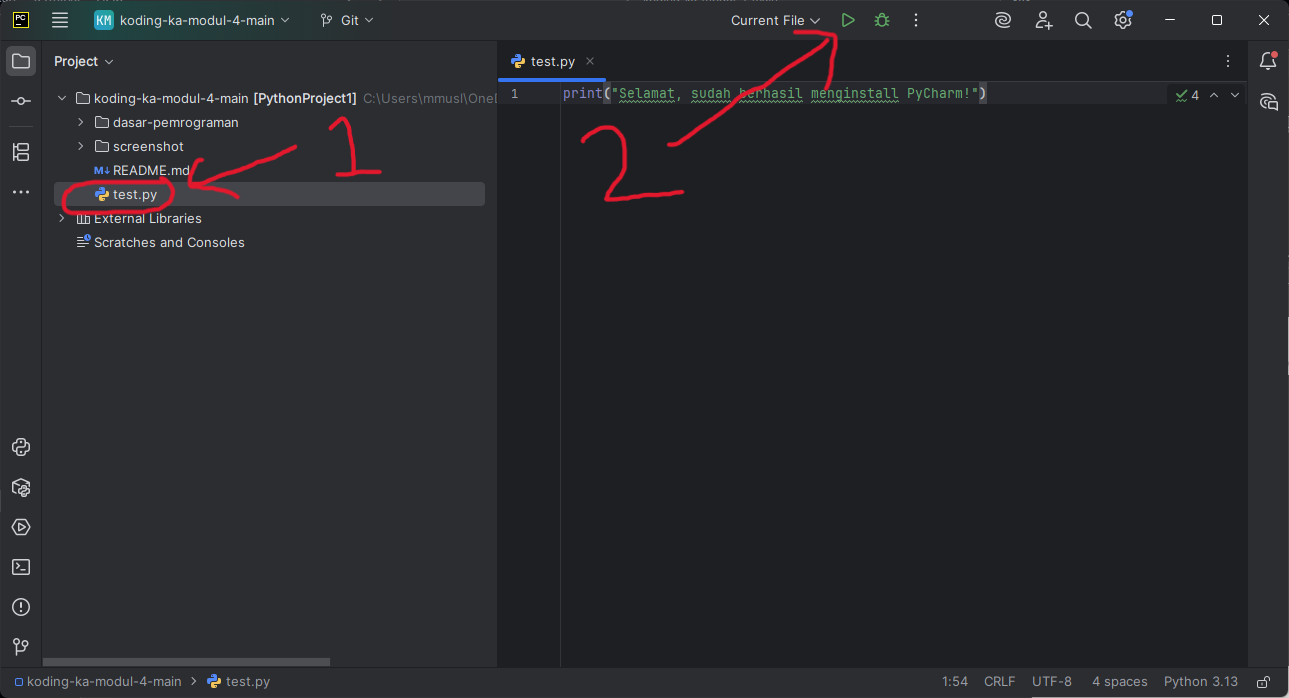 PC
KM koding-ka-modul-4-main
Git
Current File
Project
test.py
koding-ka-modul-4-main [PythonProject1] C:\Users\mmusl\OneD
dasar-pemrograman
screenshot
M↓ README.md
test.py
External Libraries
Scratches and Consoles
1
1 print("Selamat, sudah berhasil menginstall PyCharm!")
4
2
koding-ka-modul-4-main > test.py
1:54 CRLF UTF-8 4 spaces Python 3.13